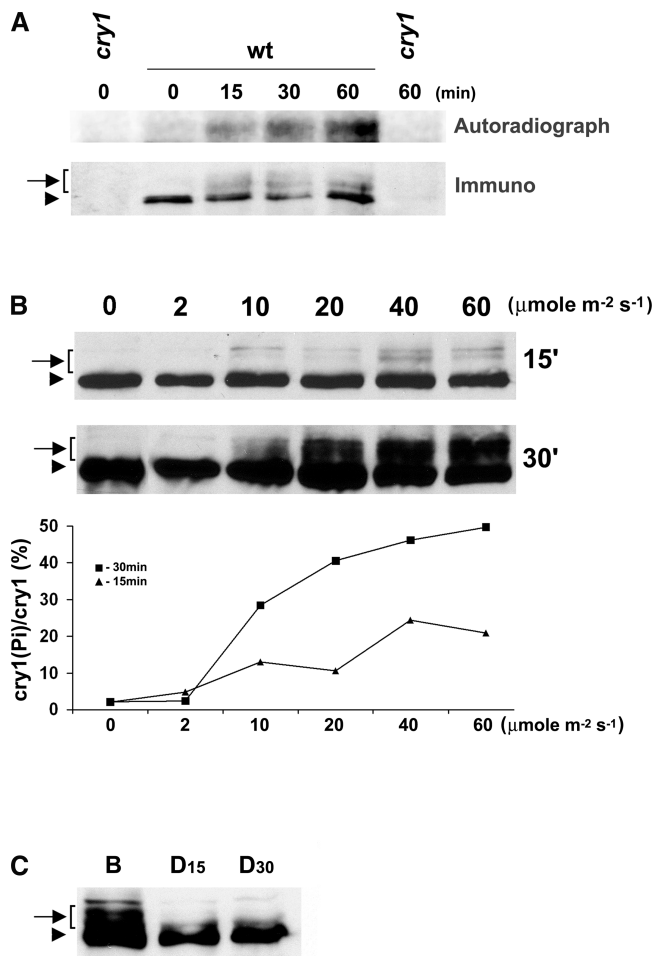 A
cry1 wt cry1
0 0 15 30 60 60 (min)
Autoradiograph
Immuno
B
0 2 10 20 40 60 (μmole m-2 s-1)
15'
30'
50
40
30
20
10
0
cry1(Pi)/cry1 (%)
- 30min
- 15min
0 2 10 20 40 60 (μmole m-2 s-1)
C
B D15 D30